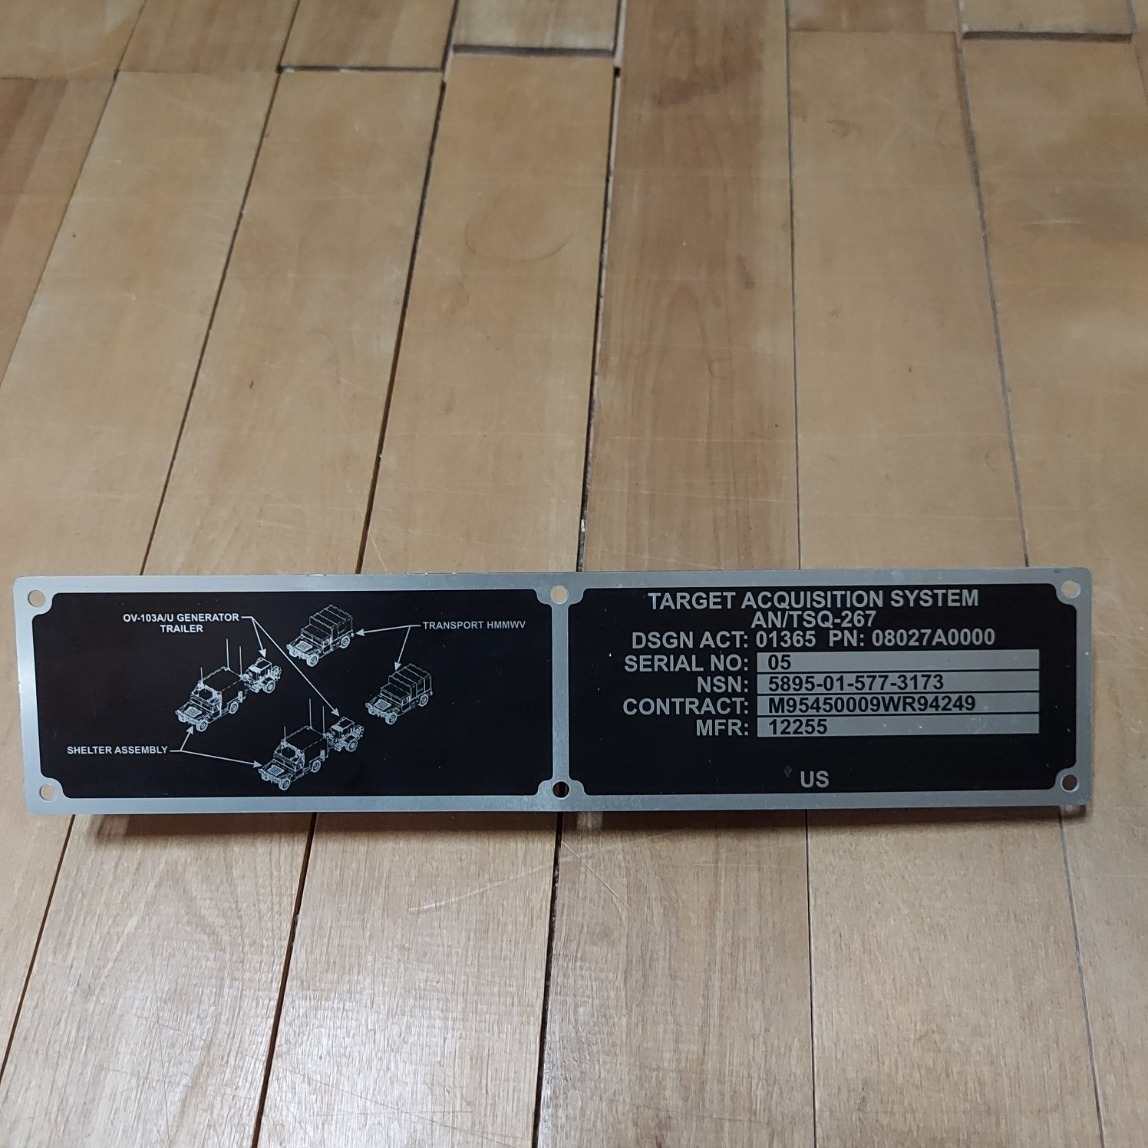 OV-103A/U GENERATOR
TRAILER
TRANSPORT HMMWV
SHELTER ASSEMBLY
TARGET ACQUISITION SYSTEM
AN/TSQ-267
DSGN ACT: 01365 PN: 08027A0000
SERIAL NO: 05
NSN: 5895-01-577-3173
CONTRACT: M95450009WR94249
MFR: 12255
US